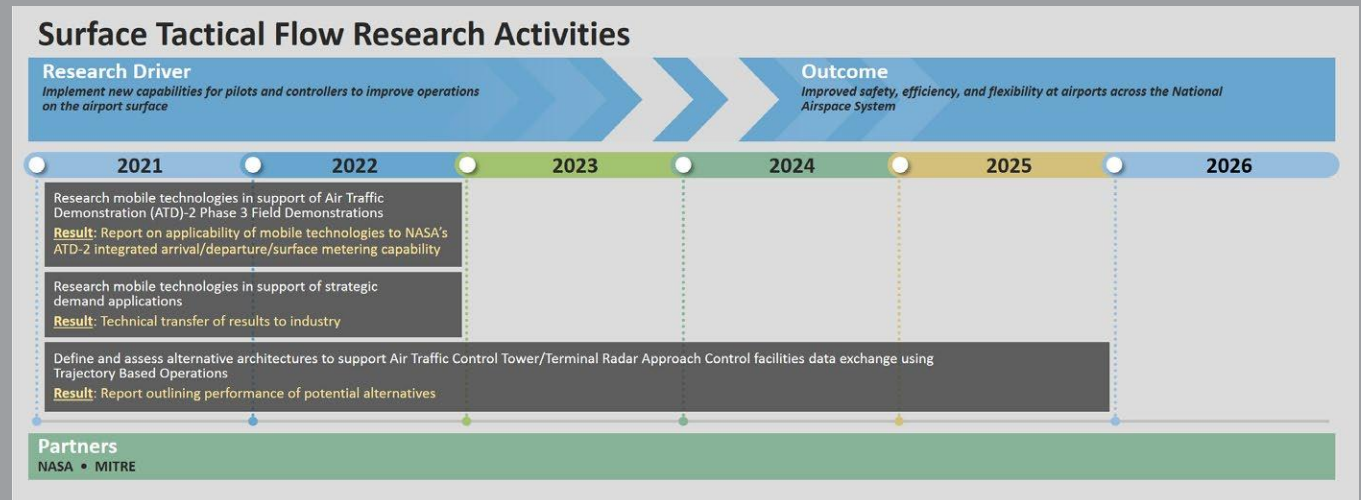 Surface Tactical Flow Research Activities
Research Driver
Implement new capabilities for pilots and controllers to improve operations
on the airport surface
Outcome
Improved safety, efficiency, and flexibility at airports across the National
Airspace System
2021 2022 2023 2024 2025 2026
Research mobile technologies in support of Air Traffic
Demonstration (ATD)-2 Phase 3 Field Demonstrations
Result: Report on applicability of mobile technologies to NASA's
ATD-2 integrated arrival/departure/surface metering capability
Research mobile technologies in support of strategic
demand applications
Result: Technical transfer of results to industry
Define and assess alternative architectures to support Air Traffic Control Tower/Terminal Radar Approach Control facilities data exchange using
Trajectory Based Operations
Result: Report outlining performance of potential alternatives
Partners
NASA • MITRE